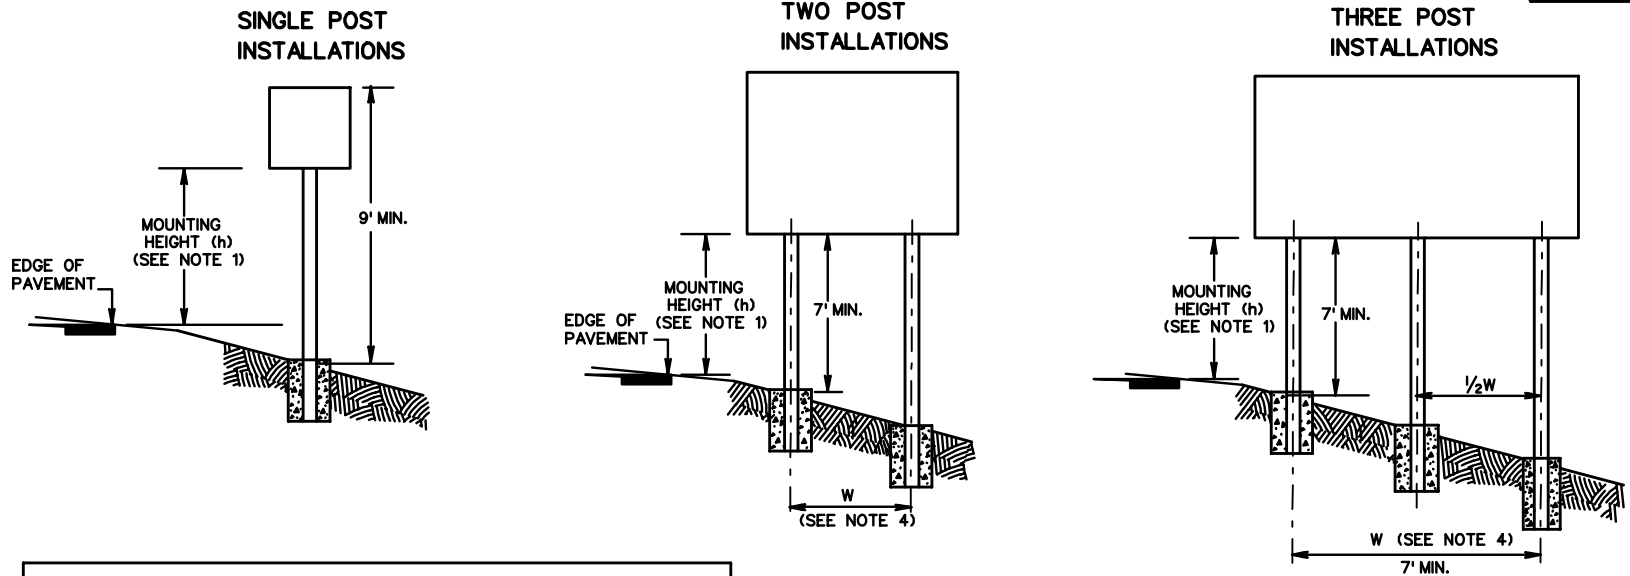 SINGLE POST
INSTALLATIONS
9' MIN.
MOUNTING
HEIGHT (h)
(SEE NOTE 1)
EDGE OF
PAVEMENT
TWO POST
INSTALLATIONS
MOUNTING
HEIGHT (h)
(SEE NOTE 1)
7' MIN.
EDGE OF
PAVEMENT
W
(SEE NOTE 4)
THREE POST
INSTALLATIONS
MOUNTING
HEIGHT (h)
(SEE NOTE 1)
7' MIN.
1/2W
W (SEE NOTE 4)
7' MIN.